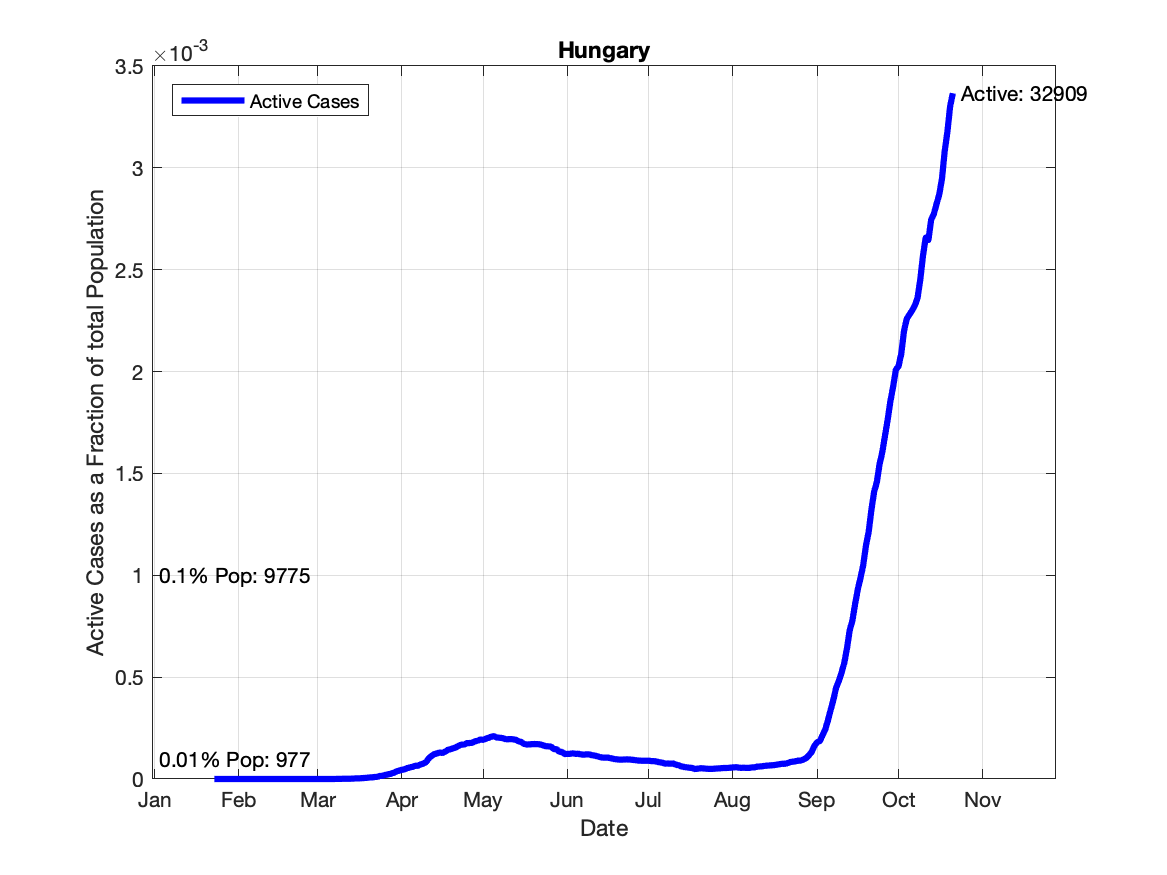 Hungary
×10-3
Active Cases
Active: 32909
3.5
3
2.5
2
1.5
1
0.5
0
0.1% Pop: 9775
0.01% Pop: 977
Active Cases as a Fraction of total Population
Jan Feb Mar Apr May Jun Jul Aug Sep Oct Nov
Date